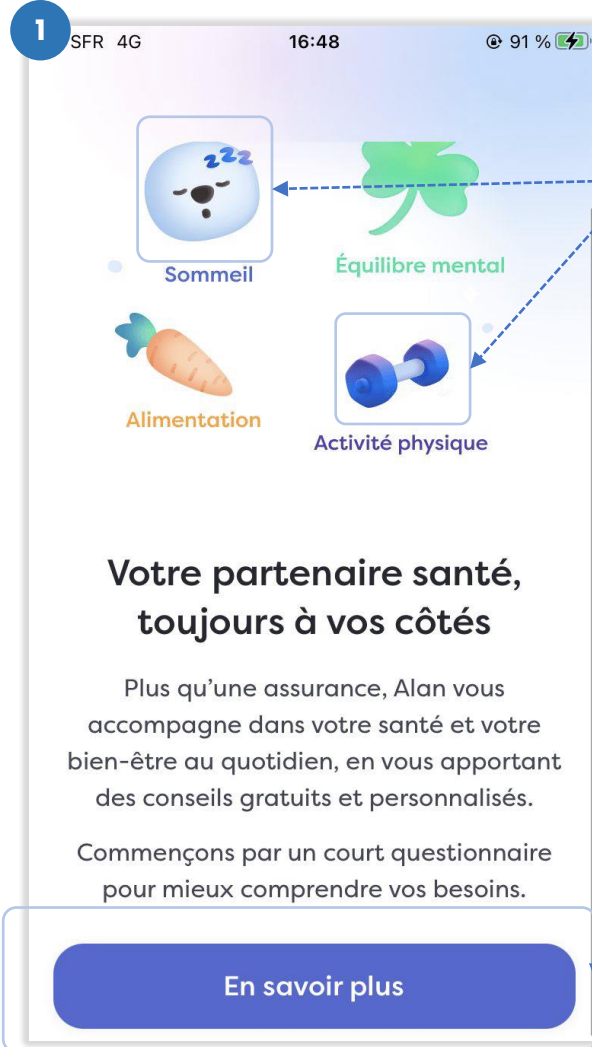 1
SFR 4G 16:48 91 %
zzz
Sommeil
Équilibre mental
Alimentation
Activité physique
Votre partenaire santé,
toujours à vos côtés
Plus qu’une assurance, Alan vous
accompagne dans votre santé et votre
bien-être au quotidien, en vous apportant
des conseils gratuits et personnalisés.
Commençons par un court questionnaire
pour mieux comprendre vos besoins.
En savoir plus